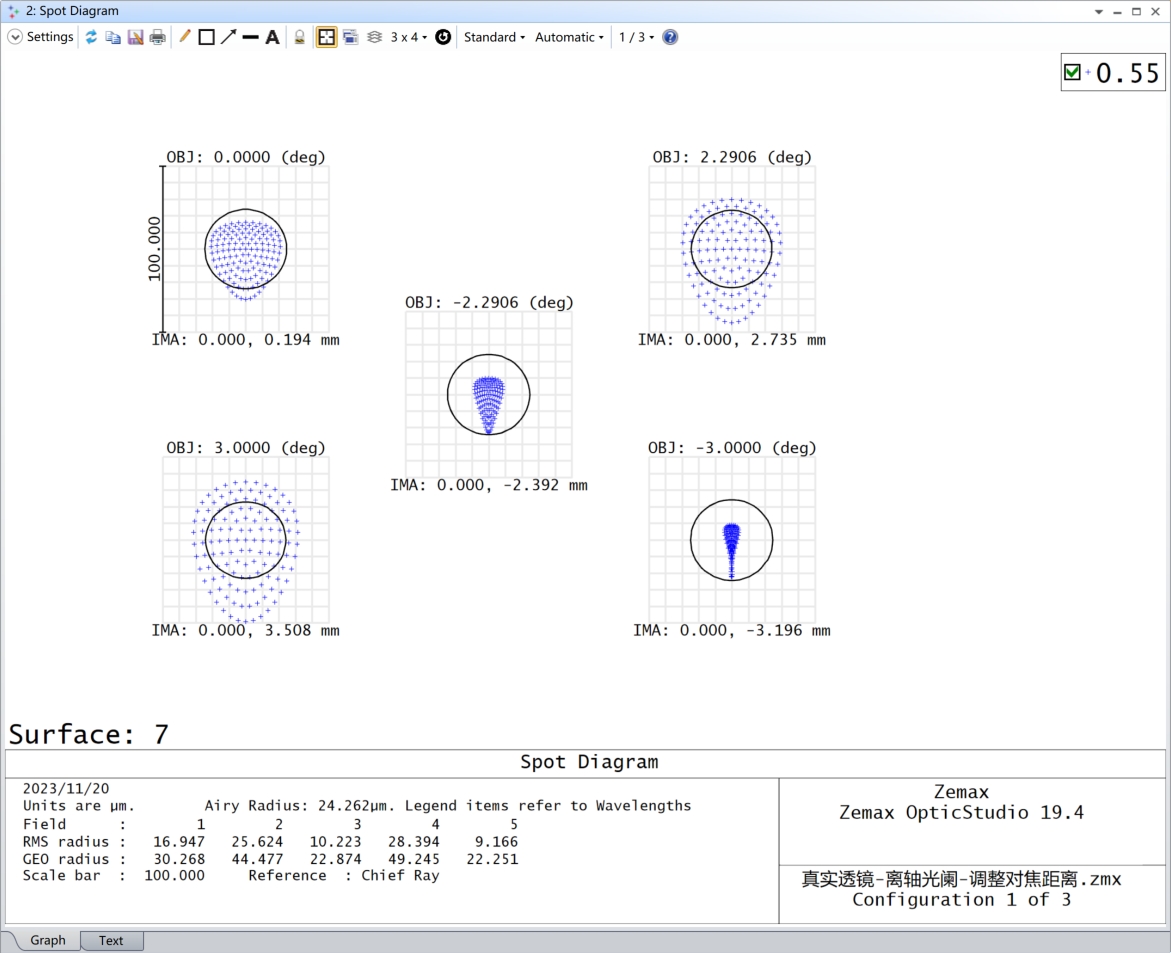 2: Spot Diagram
Settings
3 x 4
Standard
Automatic
1 / 3
0.55
OBJ: 0.0000 (deg)
100.000
IMA: 0.000, 0.194 mm
OBJ: 2.2906 (deg)
IMA: 0.000, 2.735 mm
OBJ: -2.2906 (deg)
IMA: 0.000, -2.392 mm
OBJ: 3.0000 (deg)
IMA: 0.000, 3.508 mm
OBJ: -3.0000 (deg)
IMA: 0.000, -3.196 mm
Surface: 7
Spot Diagram
2023/11/20
Units are µm. Airy Radius: 24.262µm. Legend items refer to Wavelengths
Field : 1 2 3 4 5
RMS radius : 16.947 25.624 10.223 28.394 9.166
GEO radius : 30.268 44.477 22.874 49.245 22.251
Scale bar : 100.000 Reference : Chief Ray
Zemax
Zemax OpticStudio 19.4
真实透镜-离轴光阑-调整对焦距离.zmx
Configuration 1 of 3
Graph
Text